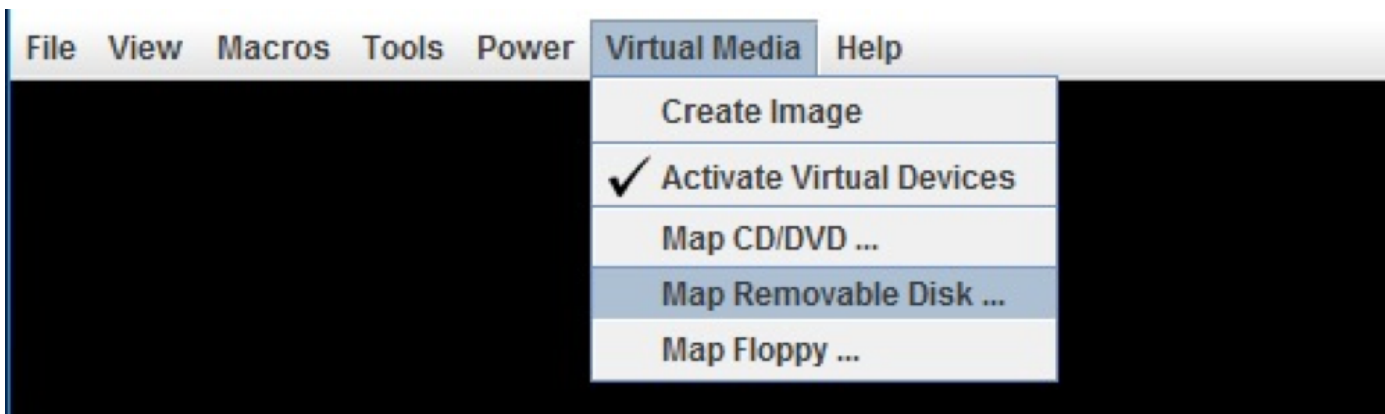 File View Macros Tools Power Virtual Media Help
Create Image
Activate Virtual Devices
Map CD/DVD ...
Map Removable Disk ...
Map Floppy ...